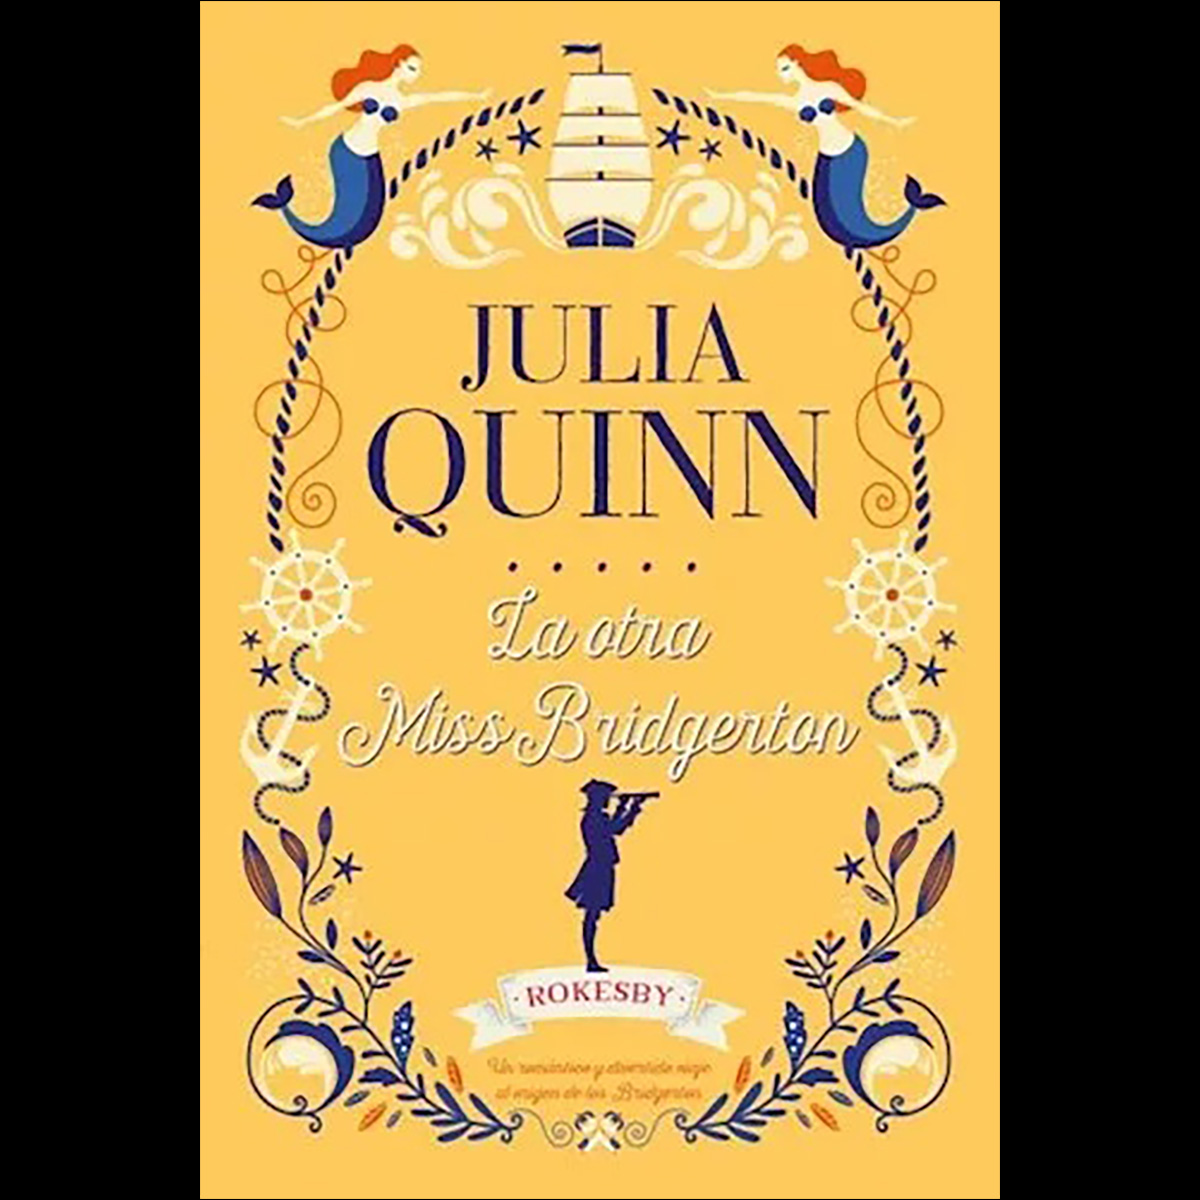 JULIA
QUINN
La otra
Miss Bridgerton
ROKESBY
Un romántico y divertido viaje
al origen de los Bridgerton